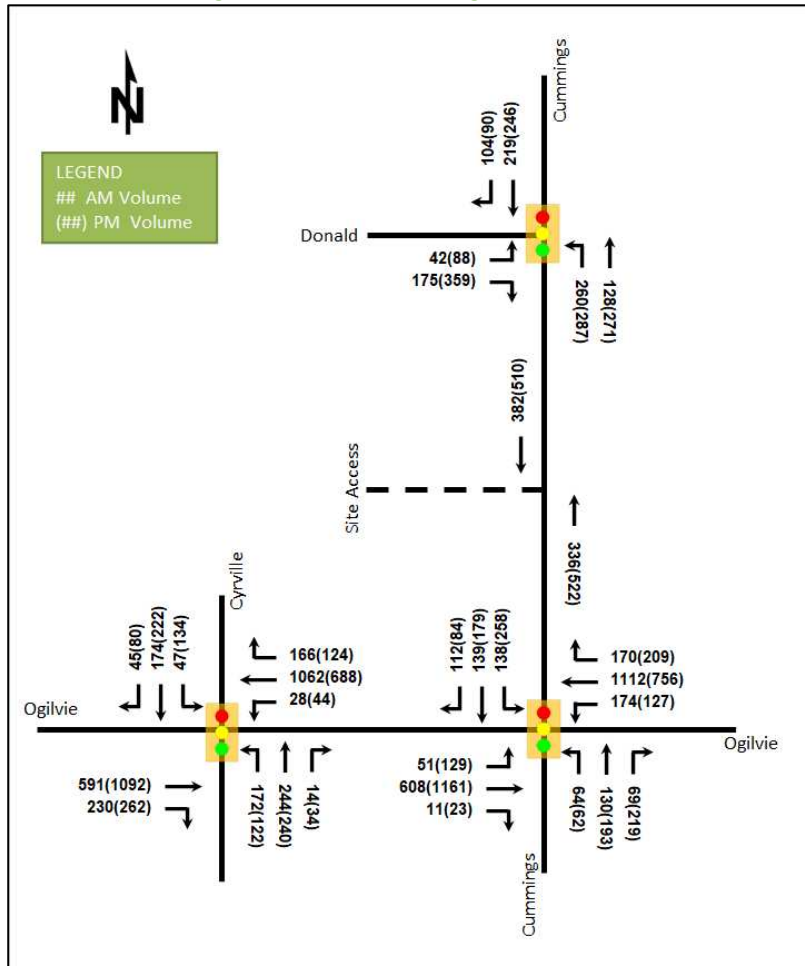 Cummings
N
LEGEND
## AM Volume
(##) PM Volume
104(90)
219(246)
Donald
42(88)
175(359)
260(287)
128(271)
382(510)
Site Access
336(522)
Cyrville
45(80)
174(222)
47(134)
166(124)
1062(688)
28(44)
112(84)
139(179)
138(258)
170(209)
1112(756)
174(127)
Ogilvie
Ogilvie
591(1092)
230(262)
172(122)
244(240)
14(34)
51(129)
608(1161)
11(23)
64(62)
130(193)
69(219)
Cummings